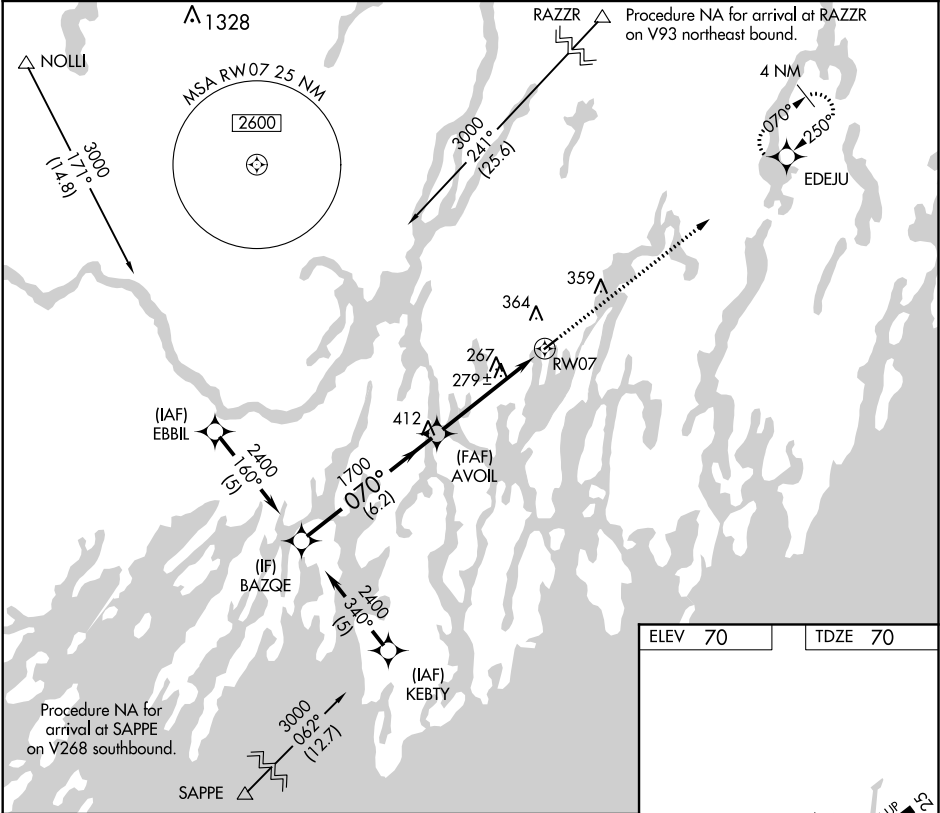 1328
RAZZR
Procedure NA for arrival at RAZZR
on V93 northeast bound.
NOLLI
MSA RW07 25 NM
2600
4 NM
070°
250°
EDEJU
3000
171°
(14.8)
3000
241°
(25.6)
364
359
267
279±
RW07
412
(IAF)
EBBIL
2400
160°
(5)
1700
070°
(6.2)
(FAF)
AVOIL
(IF)
BAZQE
2400
340°
(5)
(IAF)
KEBTY
Procedure NA for
arrival at SAPPE
on V268 southbound.
3000
062°
(12.7)
SAPPE
ELEV 70
TDZE 70
UP
25